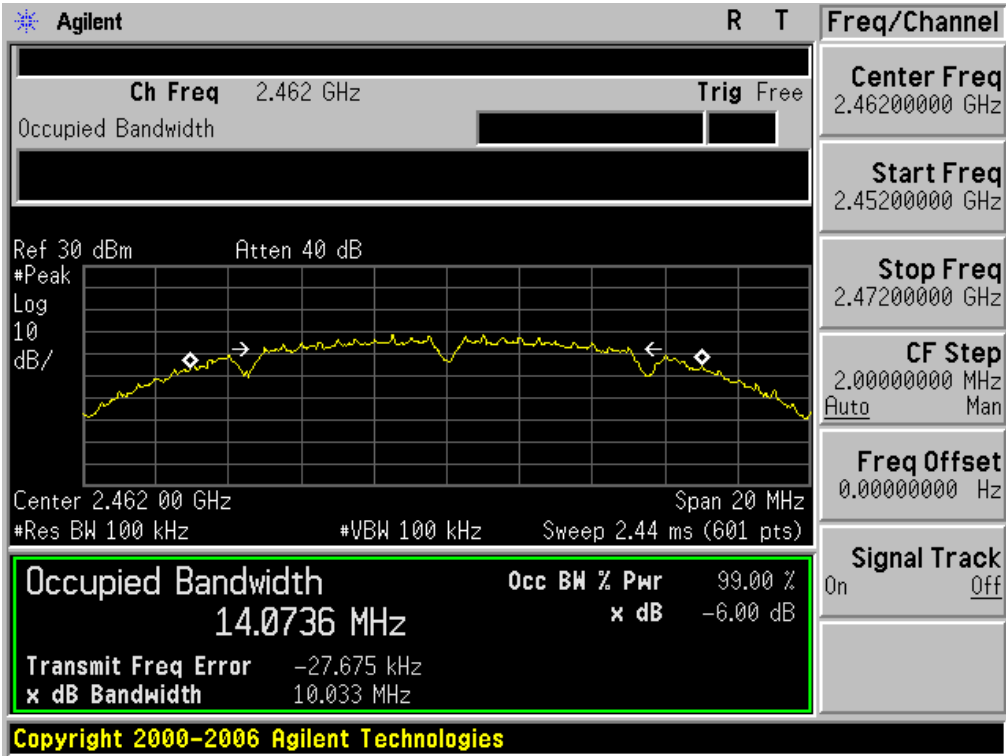 Agilent R T
Freq/Channel
Ch Freq 2.462 GHz Trig Free
Occupied Bandwidth
Center Freq
2.46200000 GHz
Start Freq
2.45200000 GHz
Stop Freq
2.47200000 GHz
CF Step
2.00000000 MHz
Auto Man
Freq Offset
0.00000000 Hz
Signal Track
On Off
Ref 30 dBm Atten 40 dB
#Peak
Log
10
dB/
Center 2.462 00 GHz Span 20 MHz
#Res BW 100 kHz #VBW 100 kHz Sweep 2.44 ms (601 pts)
Occupied Bandwidth
14.0736 MHz
Occ BW % Pwr 99.00 %
x dB -6.00 dB
Transmit Freq Error -27.675 kHz
x dB Bandwidth 10.033 MHz
Copyright 2000-2006 Agilent Technologies